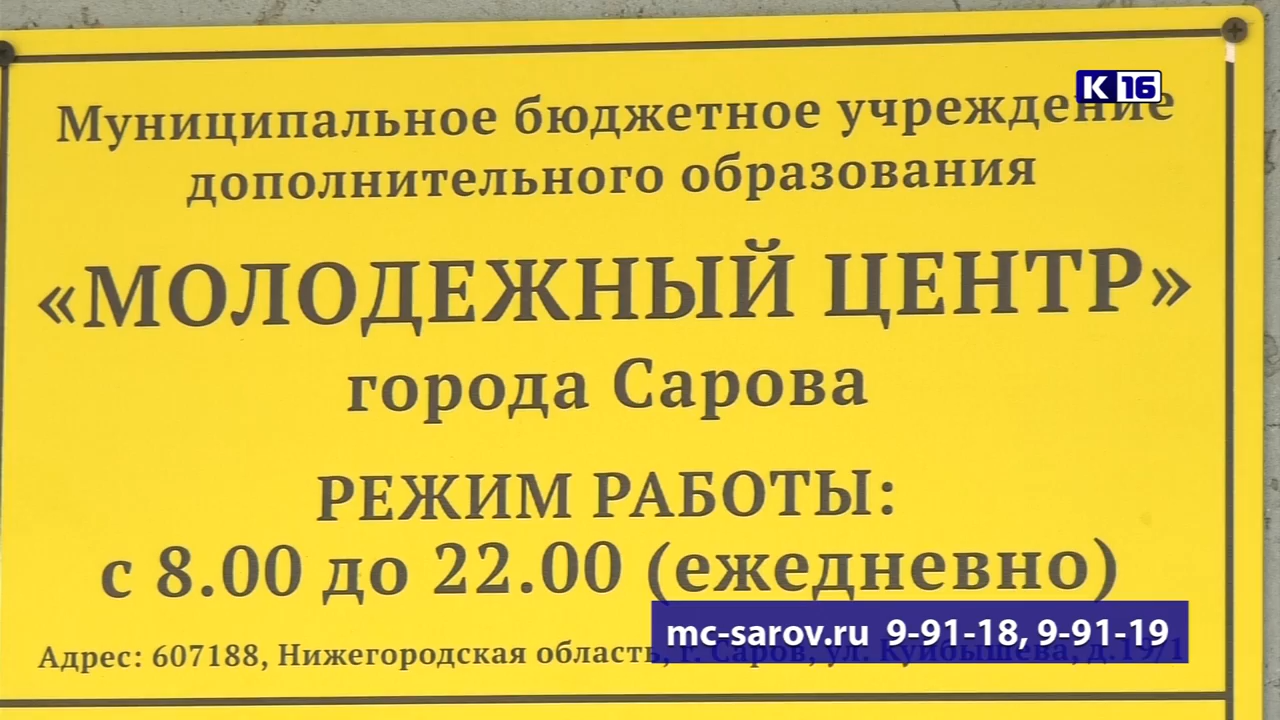 К 16
Муниципальное бюджетное учреждение
дополнительного образования
«МОЛОДЕЖНЫЙ ЦЕНТР»
города Сарова
РЕЖИМ РАБОТЫ:
с 8.00 до 22.00 (ежедневно)
mc-sarov.ru 9-91-18, 9-91-19
Адрес: 607188, Нижегородская область, г. Саров, ул. Куйбышева, д.19/1